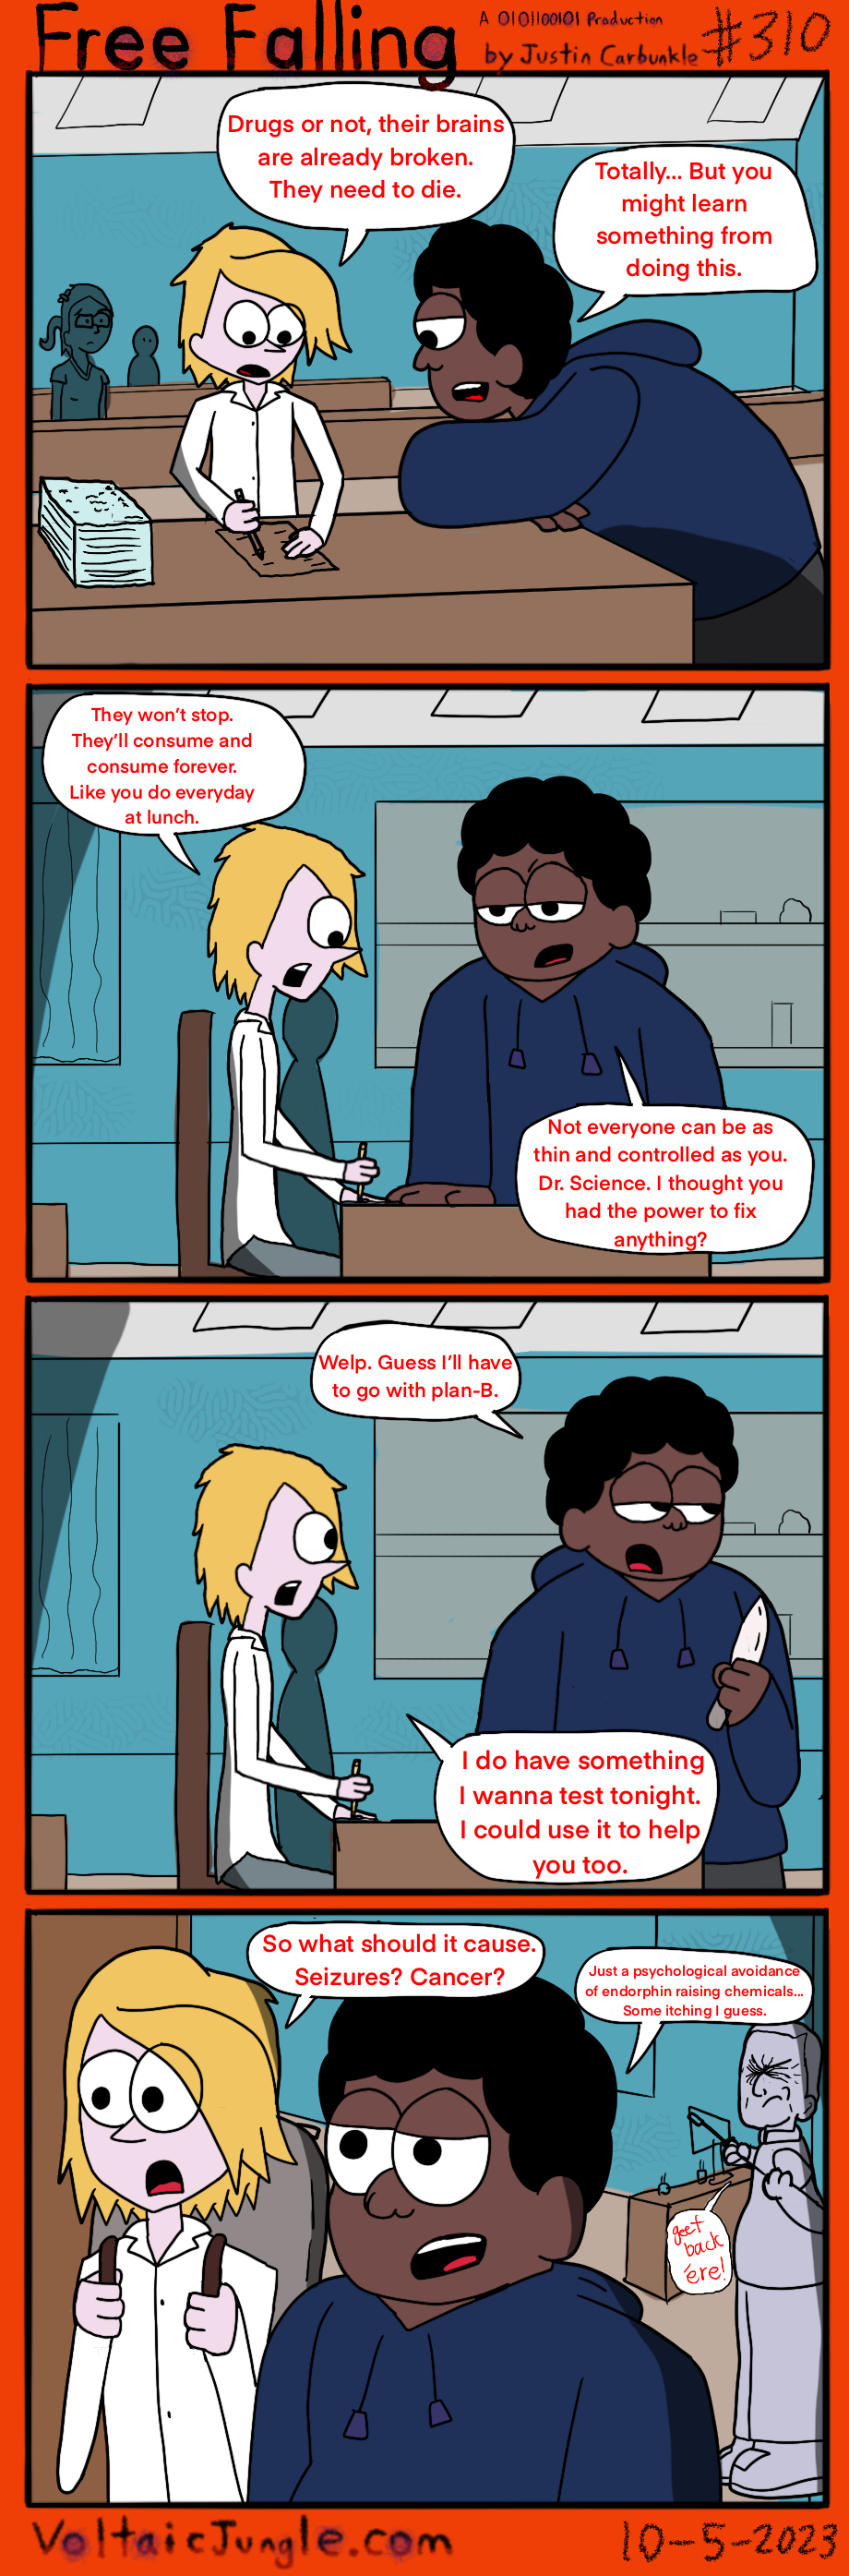 Free Falling
A 0101100101 Production
by Justin Carbunkle
#310
Drugs or not, their brains
are already broken.
They need to die.
Totally... But you
might learn
something from
doing this.
They won't stop.
They'll consume and
consume forever.
Like you do everyday
at lunch.
Not everyone can be as
thin and controlled as you.
Dr. Science. I thought you
had the power to fix
anything?
Welp. Guess I'll have
to go with plan-B.
I do have something
I wanna test tonight.
I could use it to help
you too.
So what should it cause.
Seizures? Cancer?
Just a psychological avoidance
of endorphin raising chemicals...
Some itching I guess.
geet
back
'ere!
VoltaicJungle.com
10-5-2023